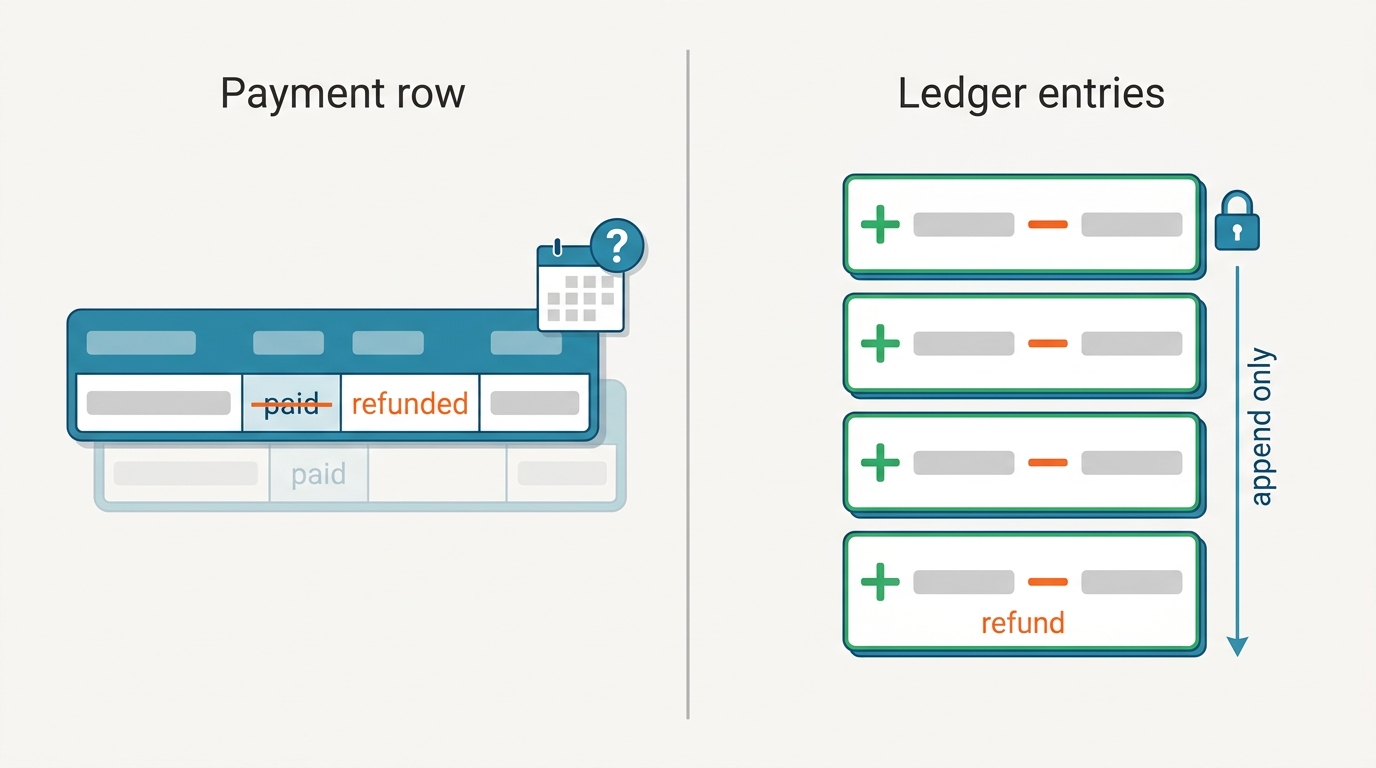 Payment row
?
paid refunded
paid
Ledger entries
refund
append only